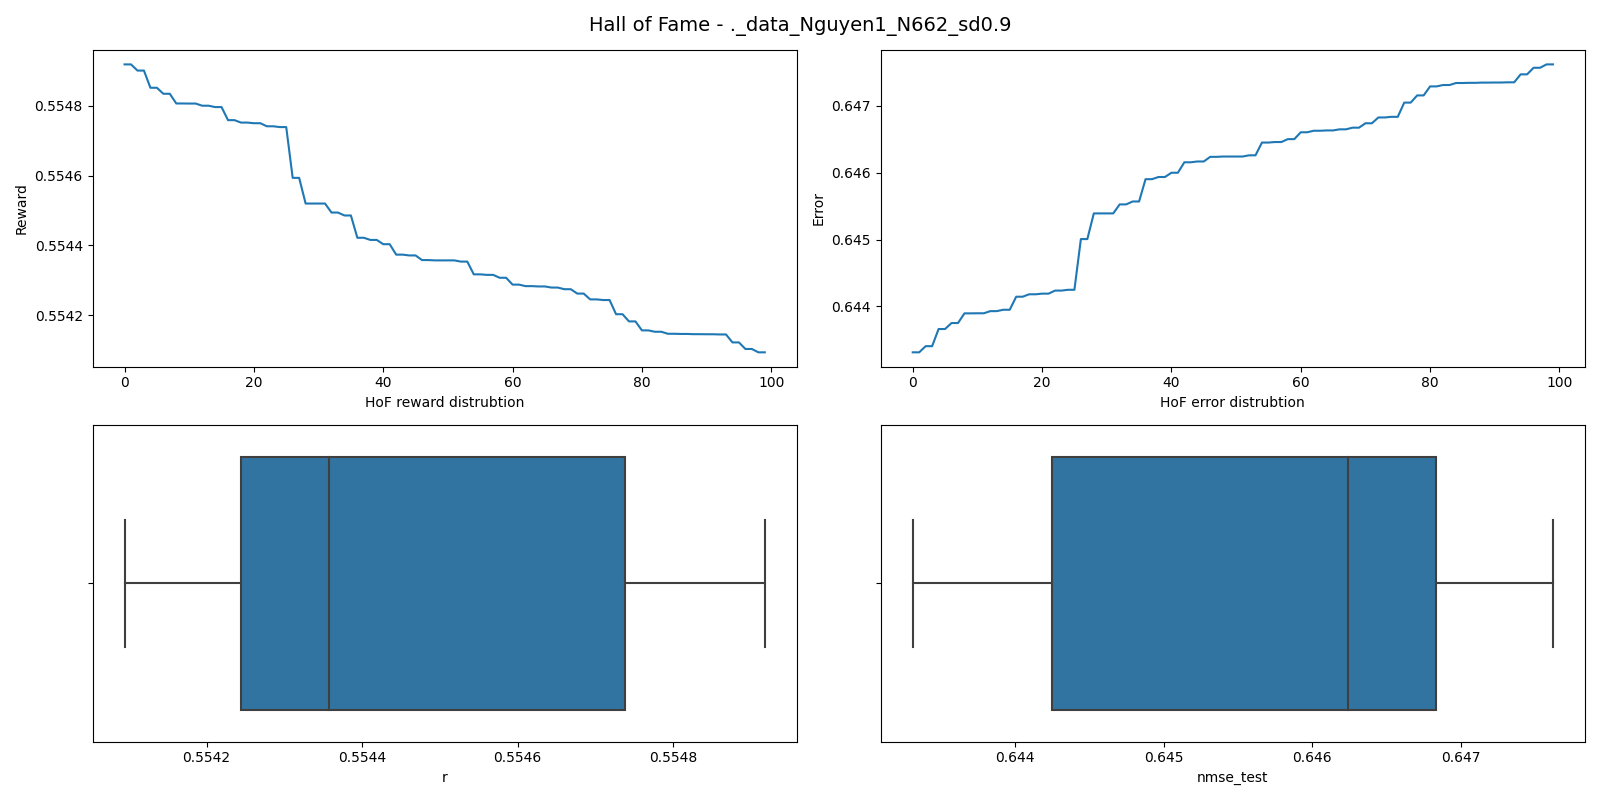 Hall of Fame - ._data_Nguyen1_N662_sd0.9
Reward
0.5548
0.5546
0.5544
0.5542
0 20 40 60 80 100
HoF reward distrubtion
Error
0.647
0.646
0.645
0.644
0 20 40 60 80 100
HoF error distrubtion
0.5542 0.5544 0.5546 0.5548
r
0.644 0.645 0.646 0.647
nmse_test